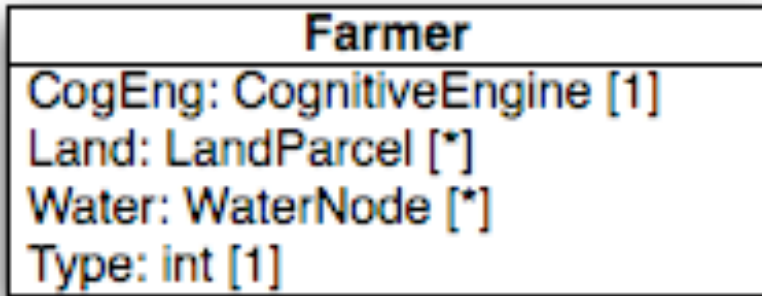 Farmer
CogEng: CognitiveEngine [1]
Land: LandParcel [*]
Water: WaterNode [*]
Type: int [1]